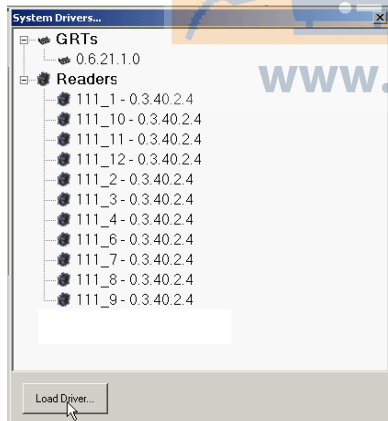 System Drivers...
www.
GRTs
0.6.21.1.0
Readers
111_1 - 0.3.40.2.4
111_10 - 0.3.40.2.4
111_11 - 0.3.40.2.4
111_12 - 0.3.40.2.4
111_2 - 0.3.40.2.4
111_3 - 0.3.40.2.4
111_4 - 0.3.40.2.4
111_6 - 0.3.40.2.4
111_7 - 0.3.40.2.4
111_8 - 0.3.40.2.4
111_9 - 0.3.40.2.4
Load Driver...